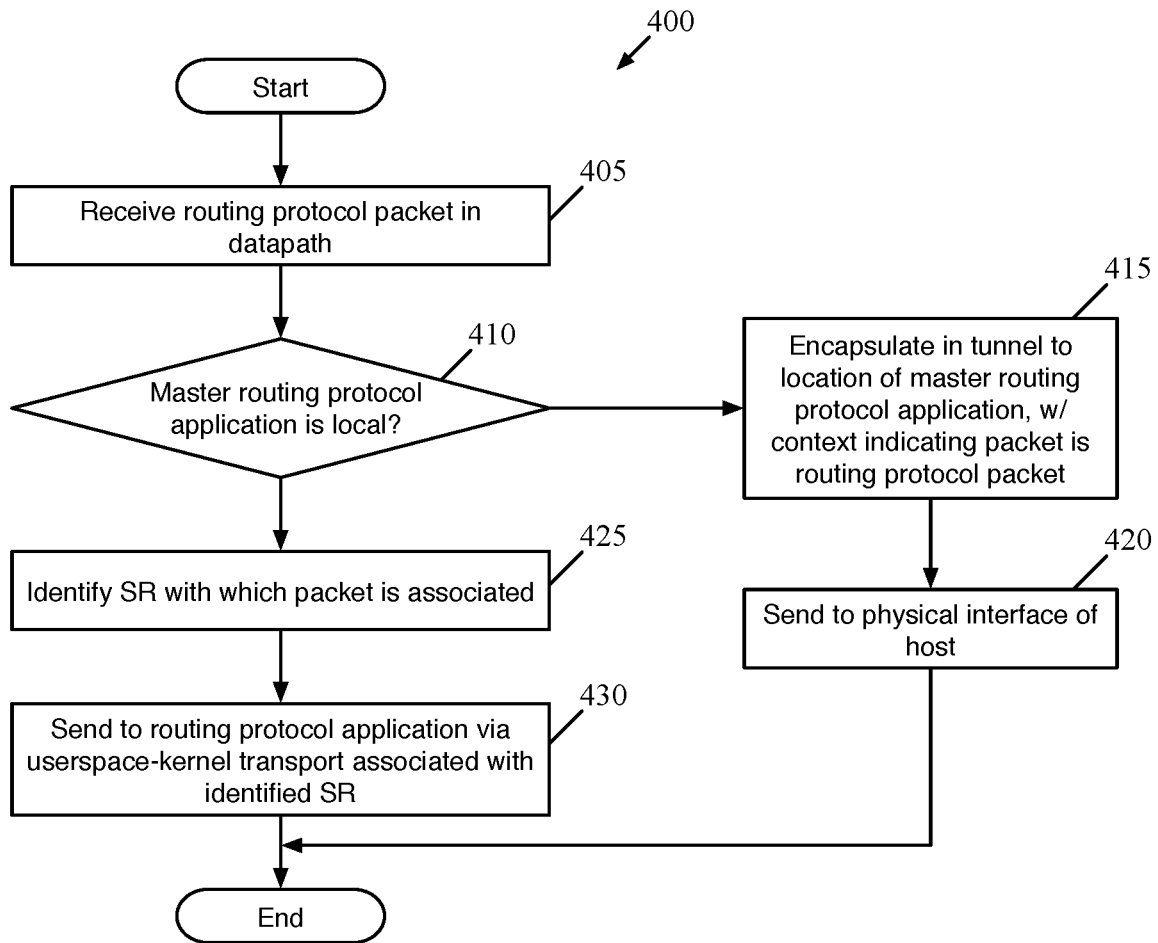 400
Start
405
Receive routing protocol packet in
datapath
410
Master routing protocol
application is local?
415
Encapsulate in tunnel to
location of master routing
protocol application, w/
context indicating packet is
routing protocol packet
420
Send to physical interface of
host
425
Identify SR with which packet is associated
430
Send to routing protocol application via
userspace-kernel transport associated with
identified SR
End